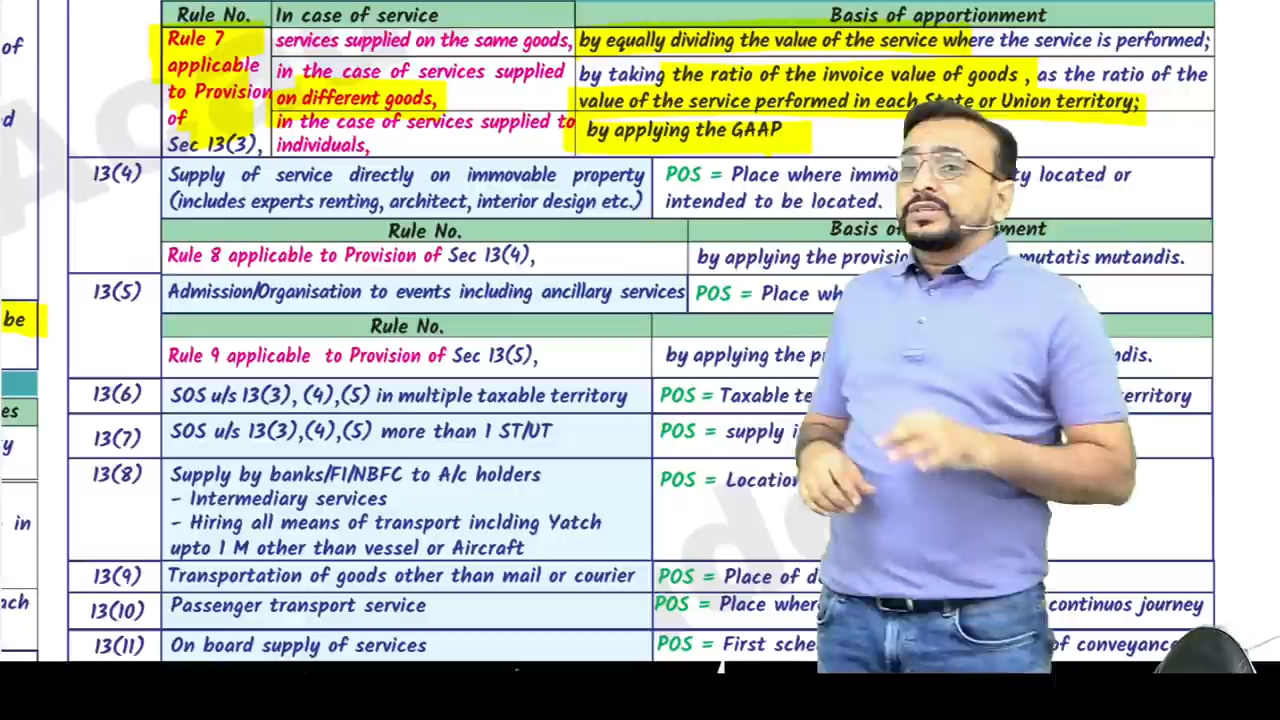 of
d
be
es
y
in
ach
Rule No. In case of service Basis of apportionment
Rule 7 applicable to Provision of Sec 13(3),
services supplied on the same goods, by equally dividing the value of the service where the service is performed;
in the case of services supplied on different goods,
by taking the ratio of the invoice value of goods , as the ratio of the
value of the service performed in each State or Union territory;
in the case of services supplied to individuals,
by applying the GAAP
13(4) Supply of service directly on immovable property
(includes experts renting, architect, interior design etc.)
POS = Place where immo y located or
intended to be located.
Rule No. Basis of ment
Rule 8 applicable to Provision of Sec 13(4), by applying the mutatis mutandis.
13(5) Admission/Organisation to events including ancillary services POS = Place
Rule No.
Rule 9 applicable to Provision of Sec 13(5), by applying the ndis.
13(6) SOS u/s 13(3), (4),(5) in multiple taxable territory POS = Taxable erritory
13(7) SOS u/s 13(3),(4),(5) more than 1 ST/UT POS = supply
13(8) Supply by banks/FI/NBFC to A/c holders POS = Location
- Intermediary services
- Hiring all means of transport inclding Yatch
upto 1 M other than vessel or Aircraft
13(9) Transportation of goods other than mail or courier POS = Place of
13(10) Passenger transport service POS = Place continuos journey
13(11) On board supply of services POS = First of conveyance